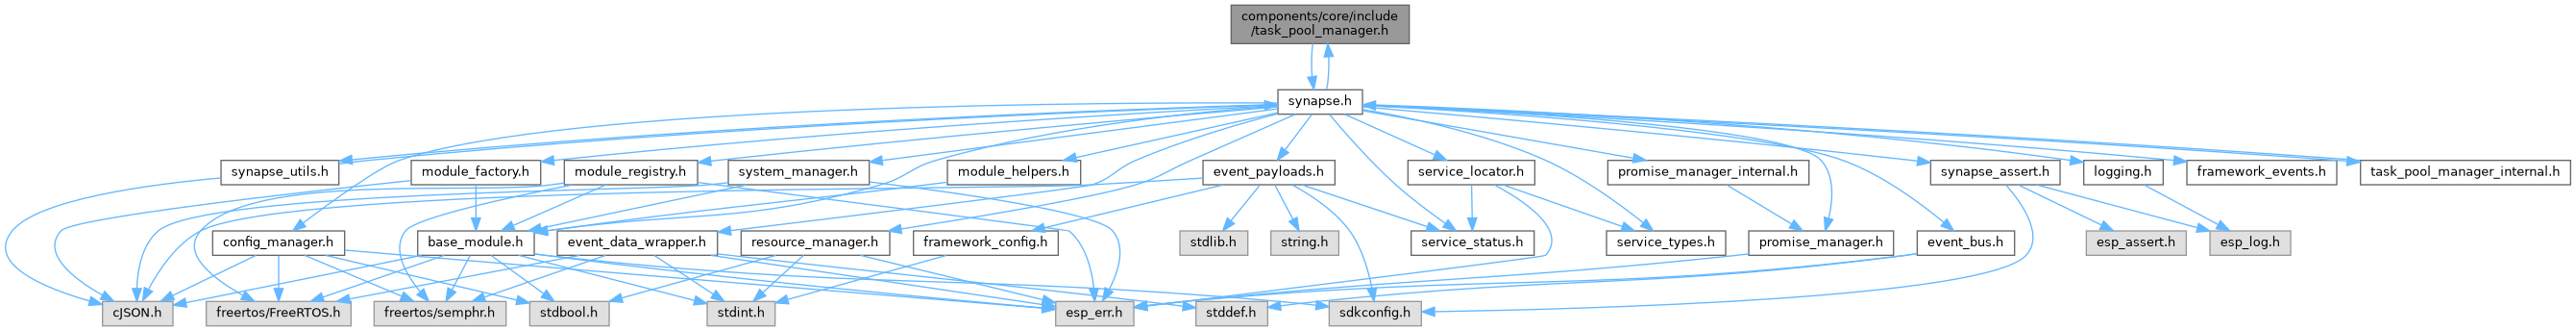 components/core/include
/task_pool_manager.h
synapse.h
synapse_utils.h
module_factory.h
module_registry.h
system_manager.h
module_helpers.h
event_payloads.h
service_locator.h
promise_manager_internal.h
synapse_assert.h
logging.h
framework_events.h
task_pool_manager_internal.h
config_manager.h
base_module.h
event_data_wrapper.h
resource_manager.h
framework_config.h
stdlib.h
string.h
service_status.h
service_types.h
promise_manager.h
event_bus.h
esp_assert.h
esp_log.h
cJSON.h
freertos/FreeRTOS.h
freertos/semphr.h
stdbool.h
stdint.h
esp_err.h
stddef.h
sdkconfig.h